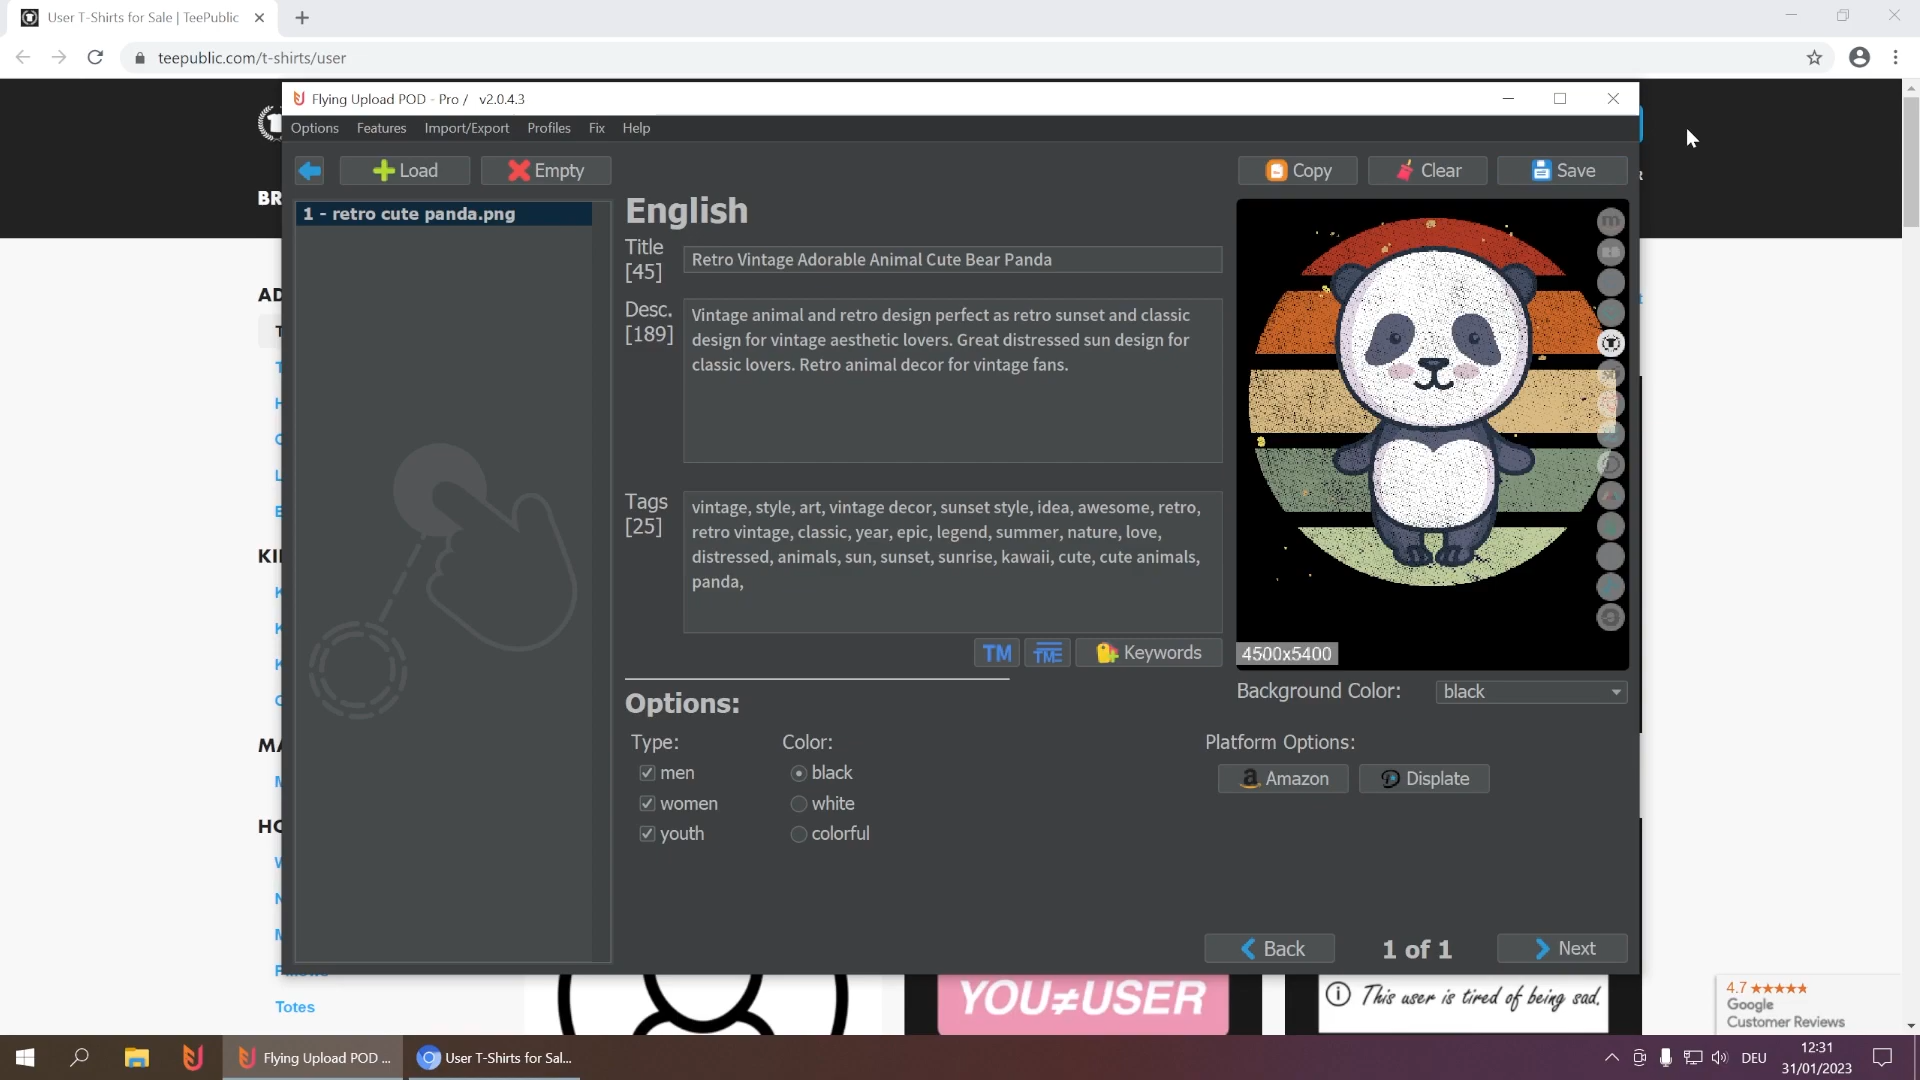 User T-Shirts for Sale | TeePublic
teepublic.com/t-shirts/user
Flying Upload POD - Pro / v2.0.4.3
Options Features Import/Export Profiles Fix Help
Load Empty Copy Clear Save
BR
1 - retro cute panda.png
English
Title
[45]
Retro Vintage Adorable Animal Cute Bear Panda
Desc.
[189]
Vintage animal and retro design perfect as retro sunset and classic
design for vintage aesthetic lovers. Great distressed sun design for
classic lovers. Retro animal decor for vintage fans.
AD
Tags
[25]
vintage, style, art, vintage decor, sunset style, idea, awesome, retro,
retro vintage, classic, year, epic, legend, summer, nature, love,
distressed, animals, sun, sunset, sunrise, kawaii, cute, cute animals,
panda,
KI
TM TME Keywords
4500x5400
Background Color: black
Options:
Type: Color: Platform Options:
men black Amazon Displate
women white
youth colorful
MA
HO
Back 1 of 1 Next
Totes
YOU≠USER
This user is tired of being sad.
4.7 ★★★★★
Google
Customer Reviews
Flying Upload POD ...
User T-Shirts for Sal...
DEU
12:31
31/01/2023